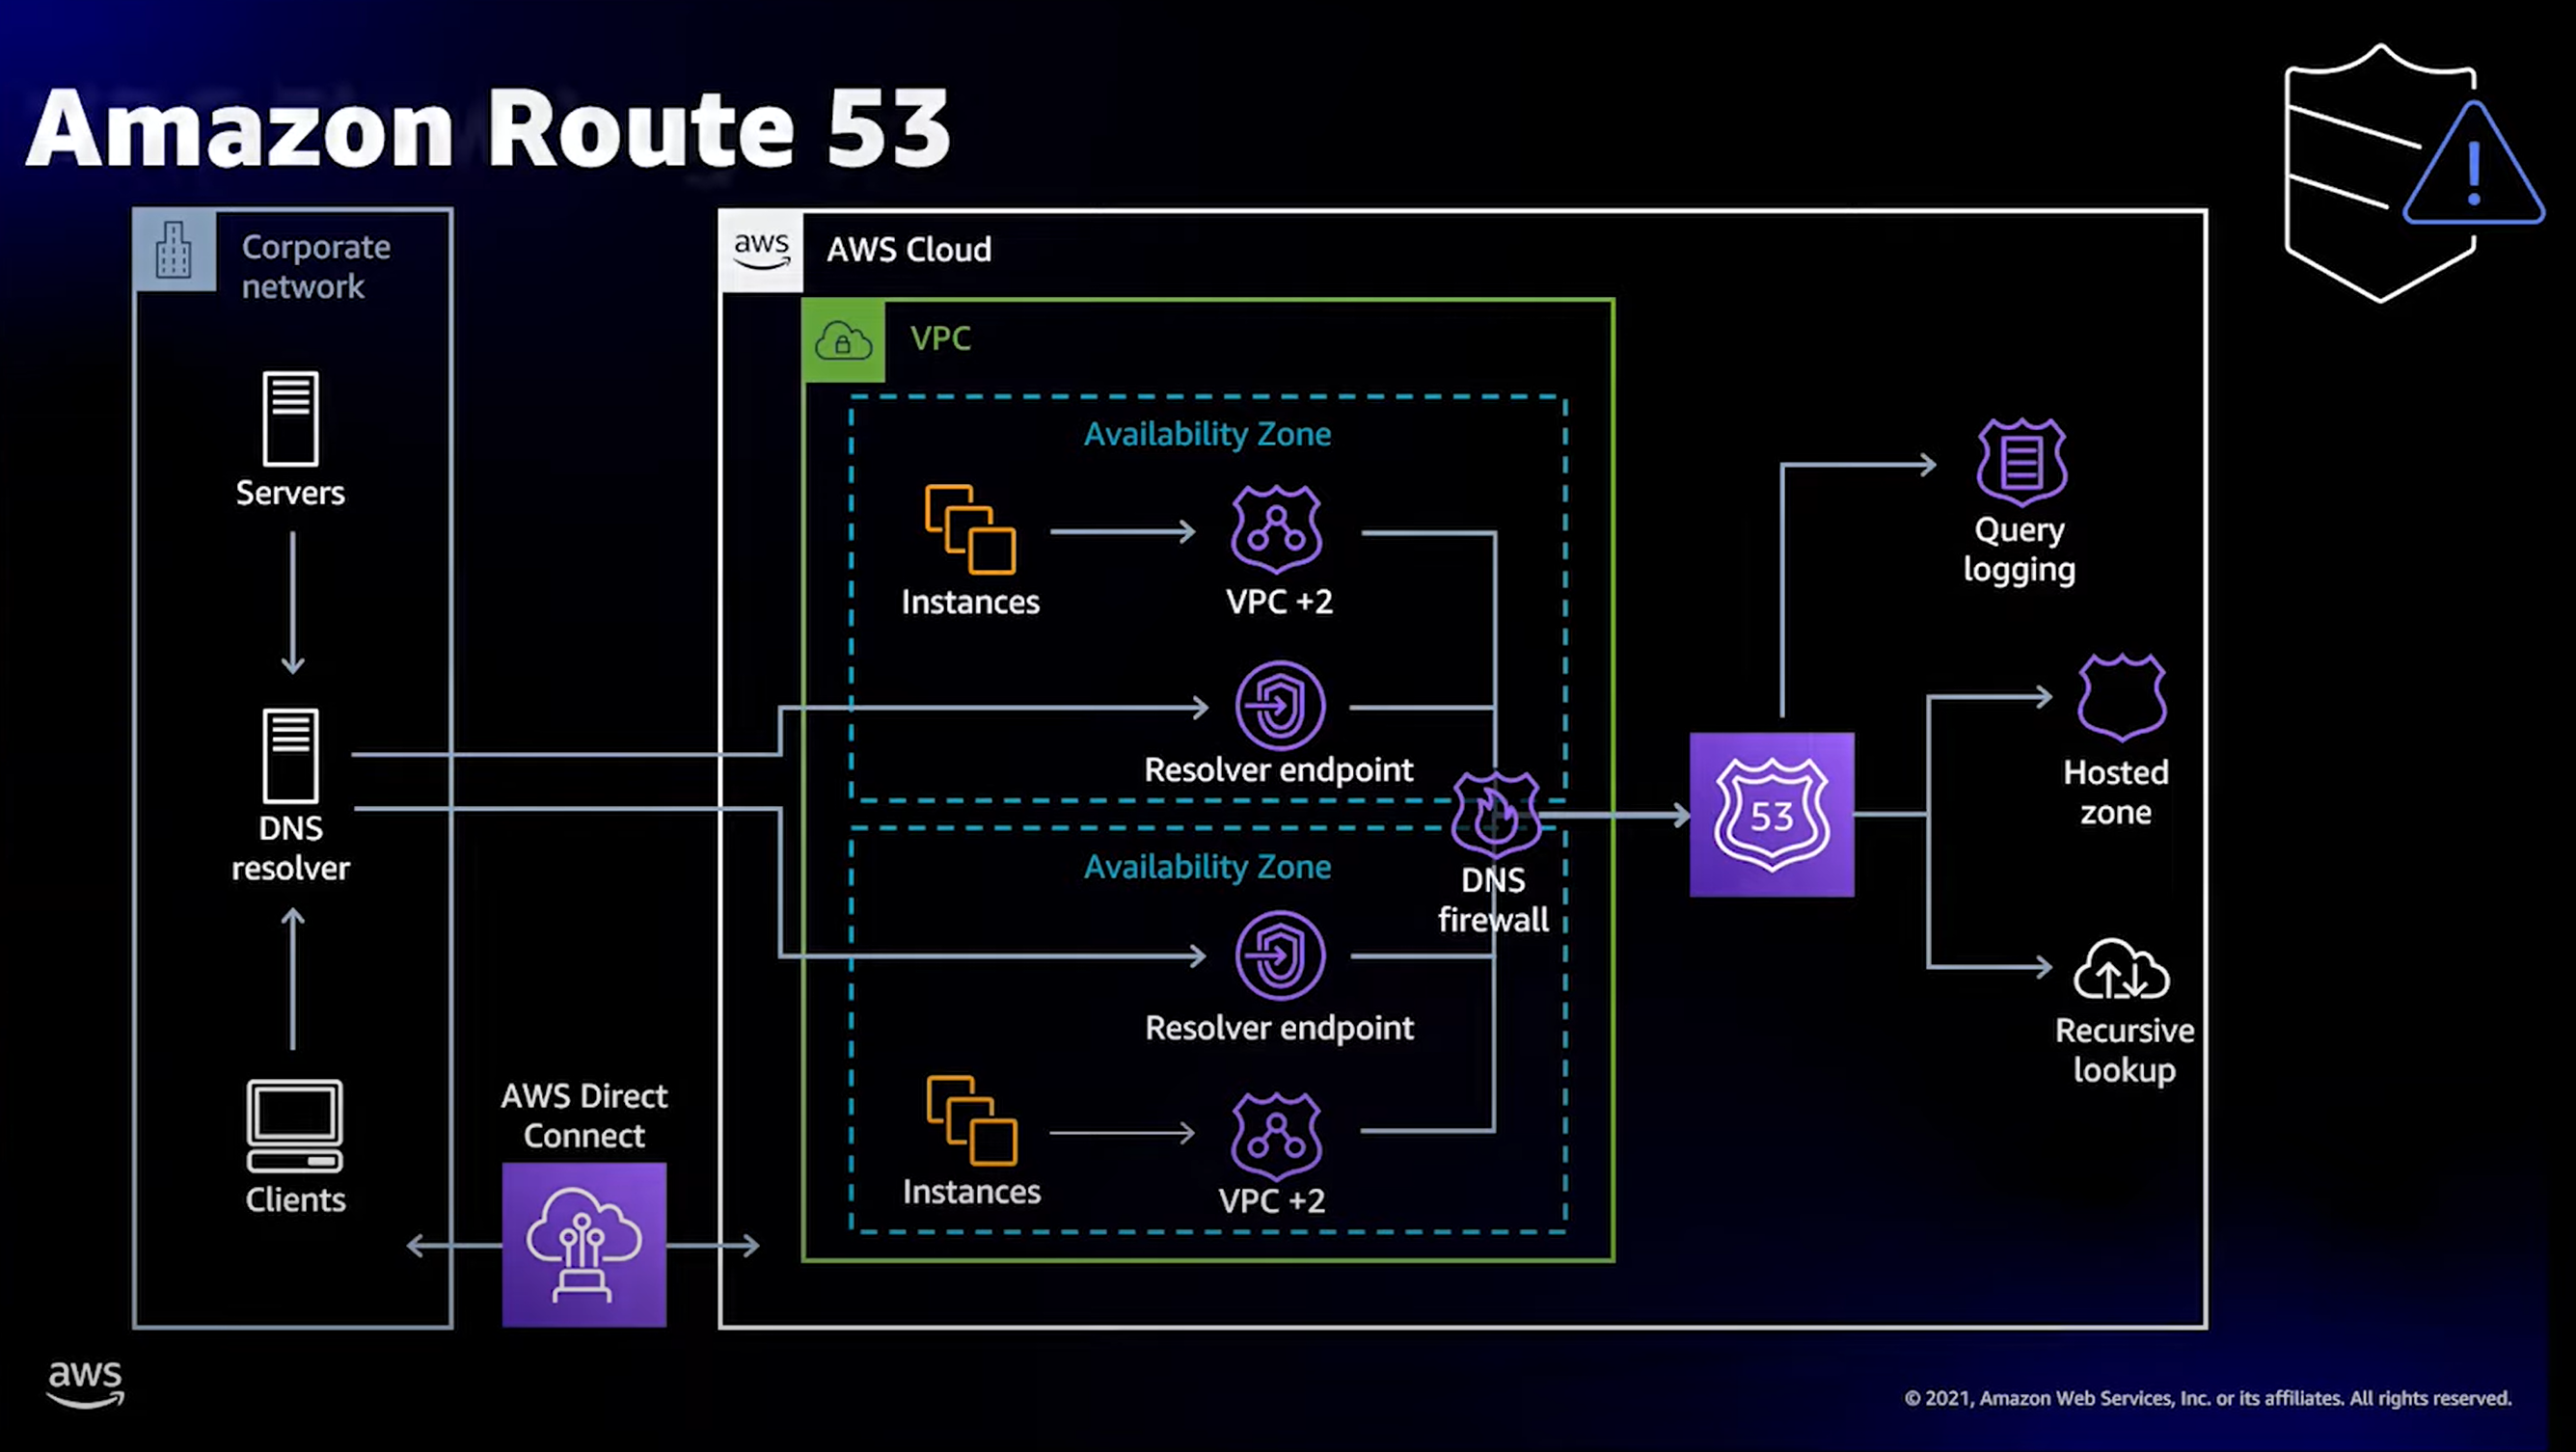 Amazon Route 53
Corporate
network
Servers
DNS
resolver
Clients
AWS Direct
Connect
aws
AWS Cloud
VPC
Availability Zone
Instances
VPC +2
Resolver endpoint
DNS
firewall
Availability Zone
Resolver endpoint
Instances
VPC +2
53
Query
logging
Hosted
zone
Recursive
lookup
aws
© 2021, Amazon Web Services, Inc. or its affiliates. All rights reserved.